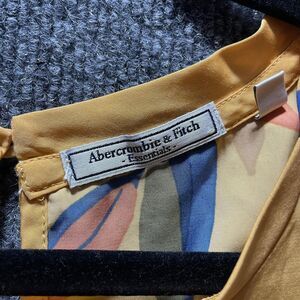 Abercrombie & Fitch
- Essentials -